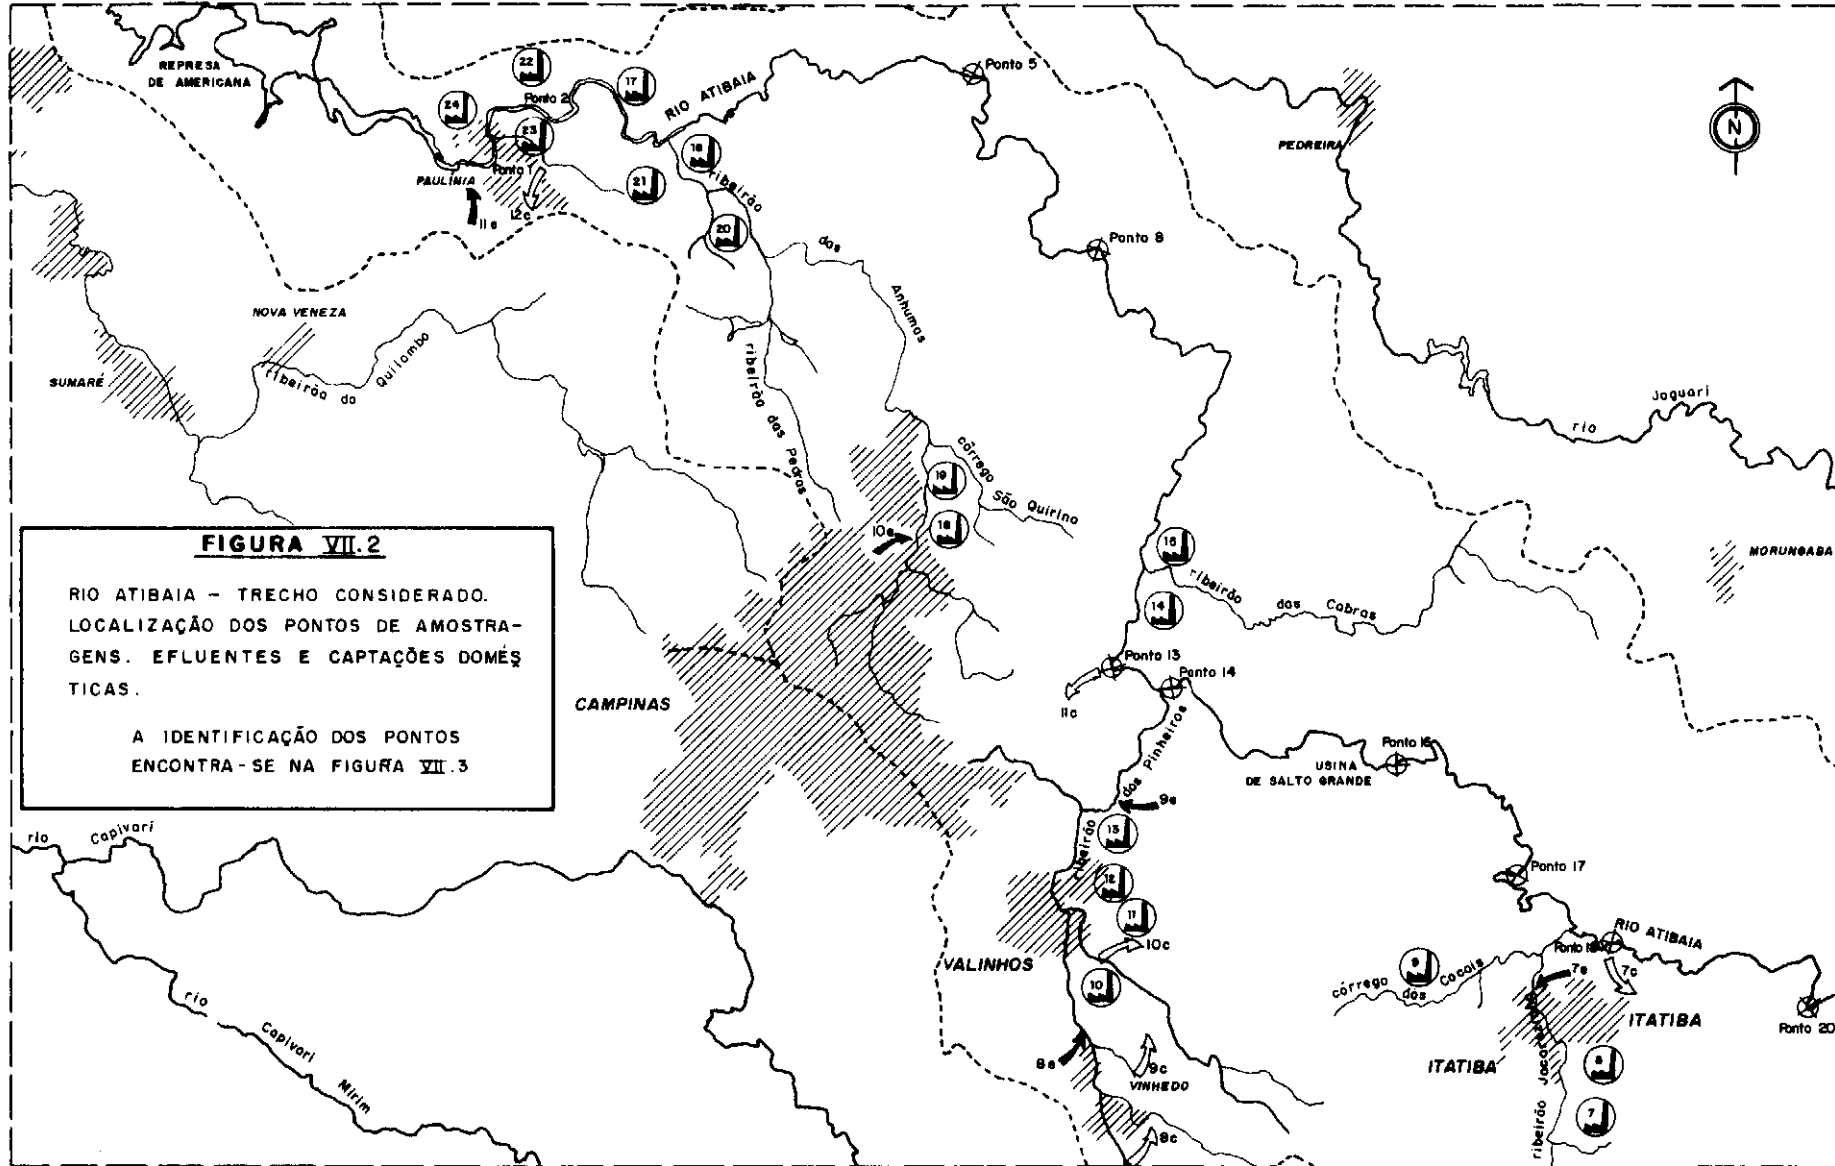 REPRESA
DE AMERICANA
22
17
24
Ponto 2
RIO ATIBAIA
Ponto 5
23
PEDREIRA
N
Ponto 1
PAULÍNIA
21
ribeirão
11e
12c
20
das
Ponto 8
Anhumas
NOVA VENEZA
ribeirão do Quilombo
SUMARÉ
ribeirão das Pedras
rio Jaguari
córrego
São Quirino
19
18
10e
FIGURA VII.2
RIO ATIBAIA – TRECHO CONSIDERADO.
LOCALIZAÇÃO DOS PONTOS DE AMOSTRA-
GENS. EFLUENTES E CAPTAÇÕES DOMÉS
TICAS.
A IDENTIFICAÇÃO DOS PONTOS
ENCONTRA-SE NA FIGURA VII.3
15
MORUNGABA
ribeirão das Cabras
14
Ponto 13
Ponto 14
11c
CAMPINAS
ribeirão dos Pinheiros
Ponto 16
USINA
DE SALTO GRANDE
9e
13
rio Capivari
12
Ponto 17
11
10c
RIO ATIBAIA
VALINHOS
9
7e
7c
córrego dos Cocais
10
ITATIBA
Ponto 20
rio Capivari Mirim
8e
9c
VINHEDO
ITATIBA
8
7
8c
ribeirão Jacarezinho